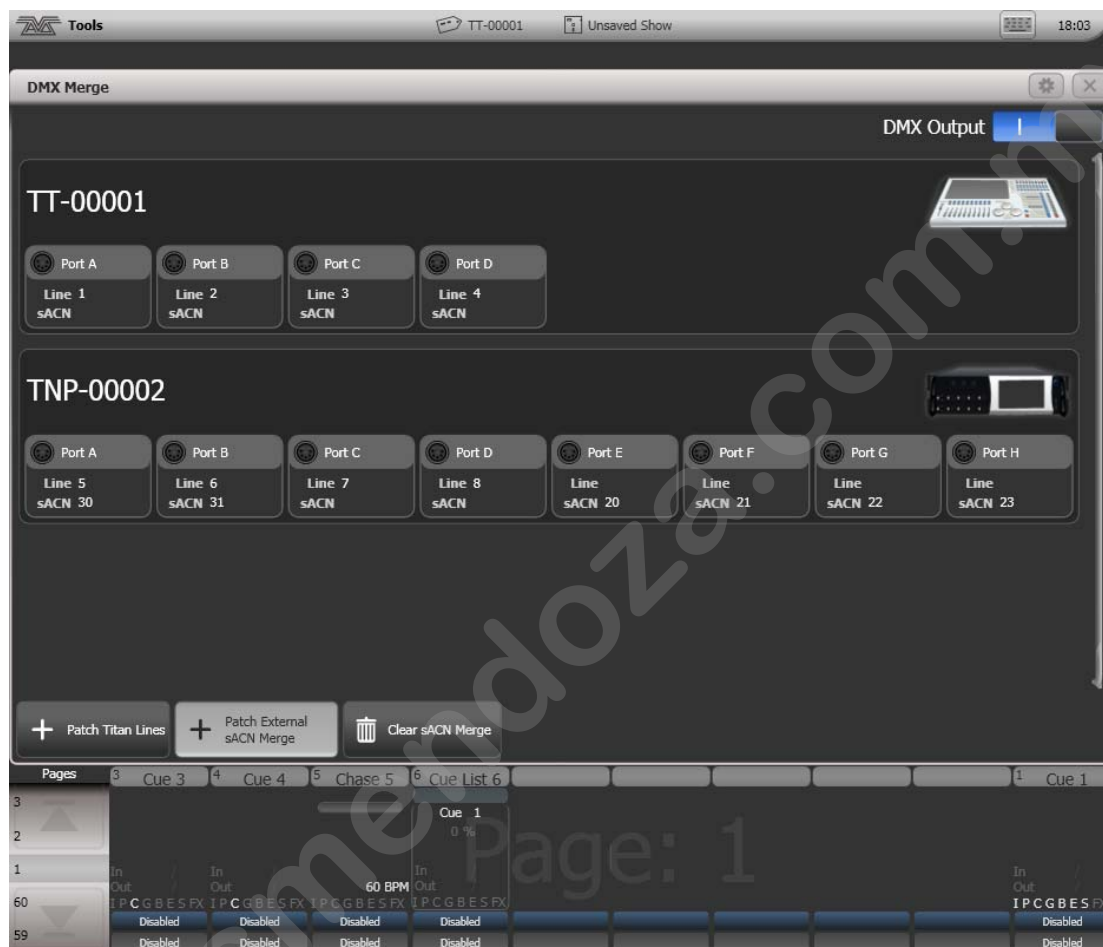 AVO Tools TT-00001 Unsaved Show 18:03
DMX Merge
DMX Output
TT-00001
Port A Port B Port C Port D
Line 1 Line 2 Line 3 Line 4
sACN sACN sACN sACN
TNP-00002
Port A Port B Port C Port D Port E Port F Port G Port H
Line 5 Line 6 Line 7 Line 8 Line Line Line Line
sACN 30 sACN 31 sACN sACN sACN 20 sACN 21 sACN 22 sACN 23
Patch Titan Lines
Patch External
sACN Merge
Clear sACN Merge
Pages 3 Cue 3 4 Cue 4 5 Chase 5 6 Cue List 6 1 Cue 1
3
Cue 1
0 %
2
Page: 1
1
In In In In
Out Out 60 BPM Out Out
60 IPCGBESFX IPCGBESFX IPCGBESFX IPCGBESFX IPCGBESF
Disabled Disabled Disabled Disabled Disabled
59 Disabled Disabled Disabled Disabled Disabled
mendoza.com.m